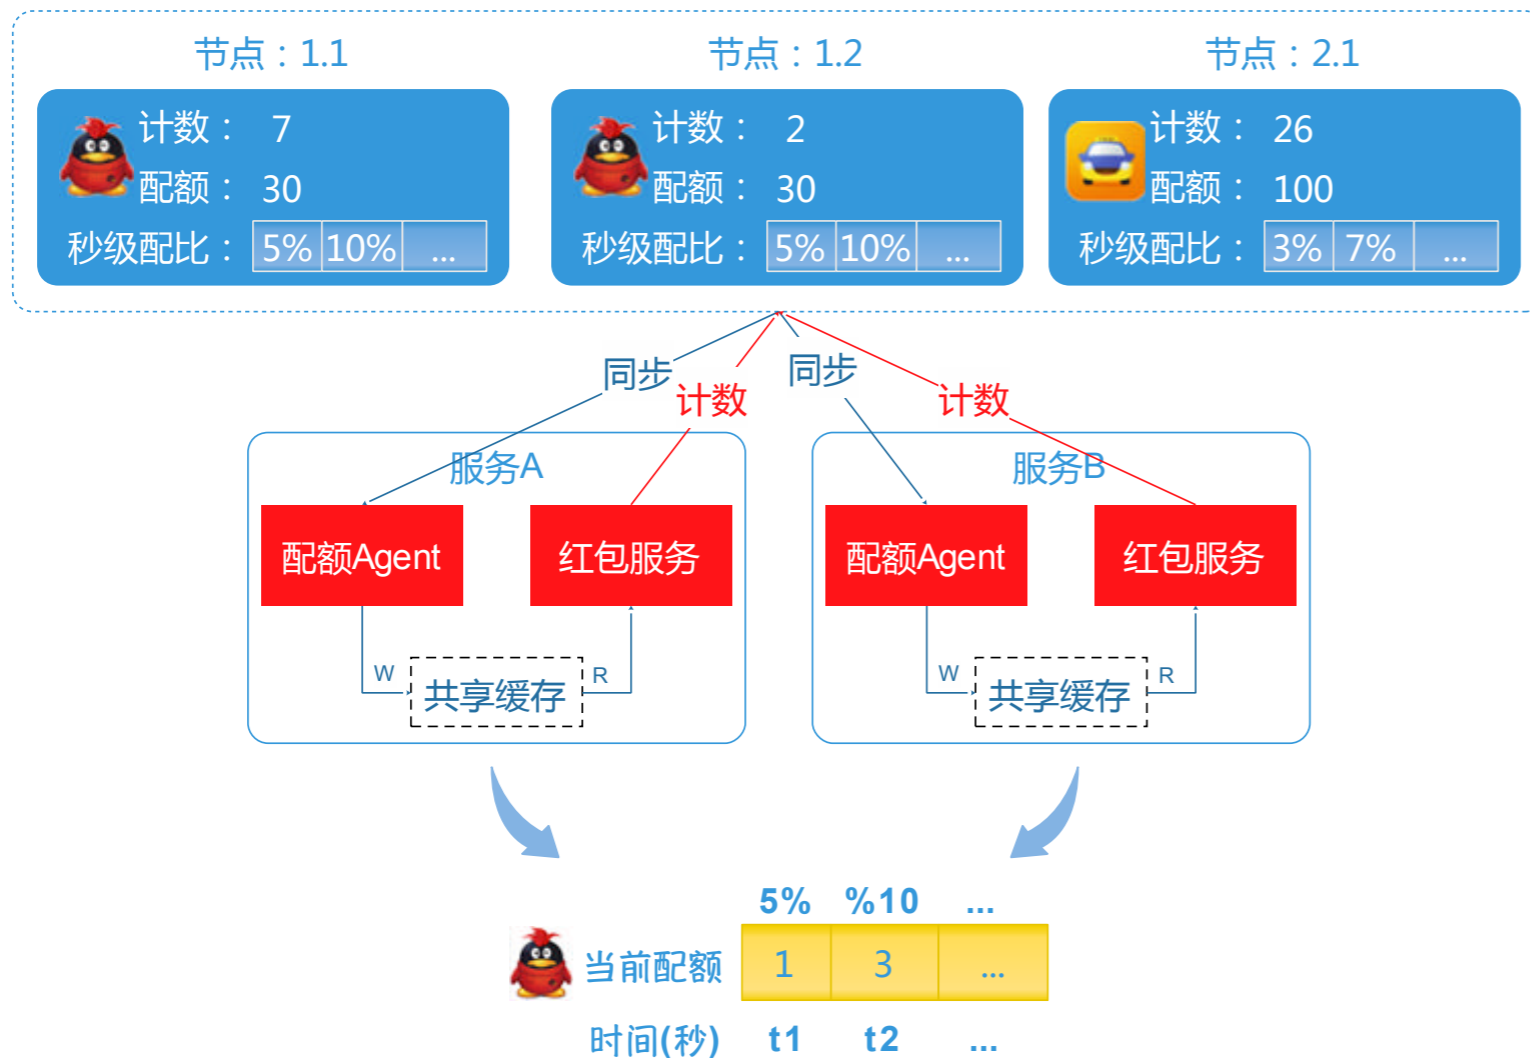 节点：1.1
节点：1.2
节点：2.1
计数： 7
配额： 30
秒级配比： 5% 10% ...
计数： 2
配额： 30
秒级配比： 5% 10% ...
计数： 26
配额： 100
秒级配比： 3% 7% ...
同步
计数
同步
计数
服务A
配额Agent
红包服务
W
共享缓存
R
服务B
配额Agent
红包服务
W
共享缓存
R
5% %10 ...
当前配额 1 3 ...
时间(秒) t1 t2 ...